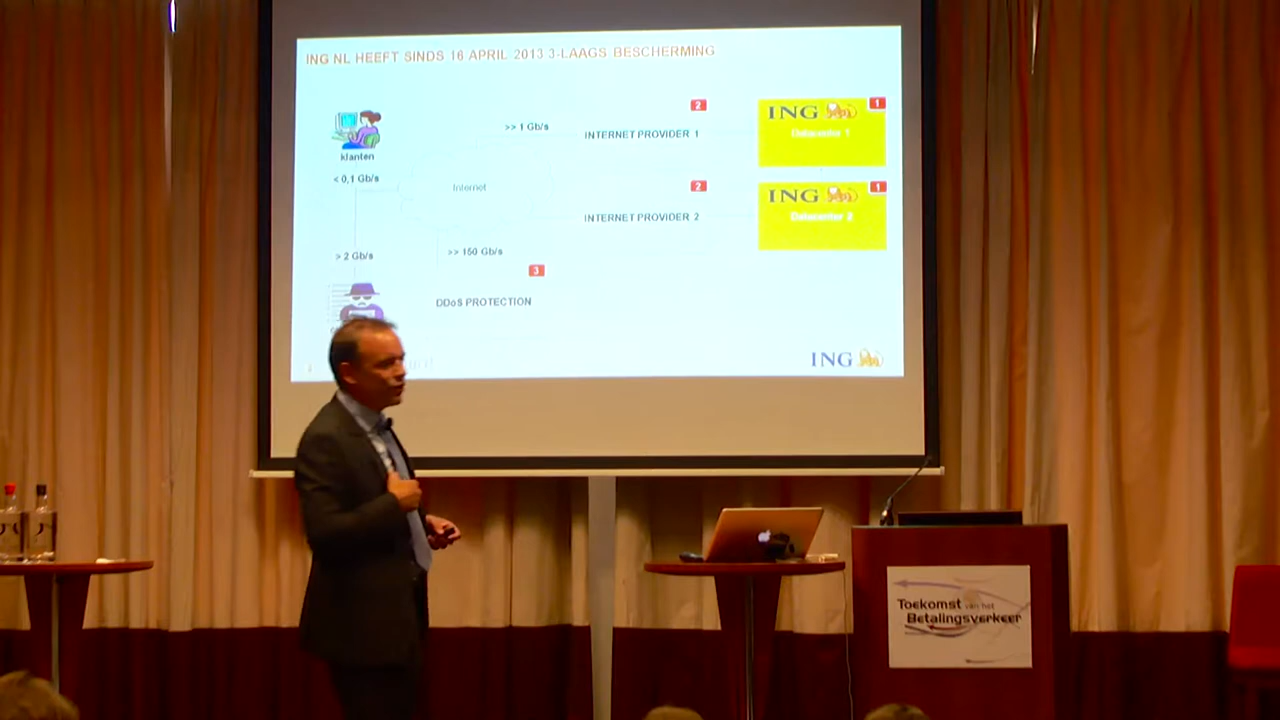 ING NL HEEFT SINDS 16 APRIL 2013 3-LAAGS BESCHERMING
klanten
< 0,1 Gb/s
>> 1 Gb/s
Internet
2
INTERNET PROVIDER 1
1
ING
Datacenter 1
2
INTERNET PROVIDER 2
1
ING
Datacenter 2
> 2 Gb/s
>> 150 Gb/s
3
DDoS PROTECTION
ING
Toekomst van het
Betalingsverkeer